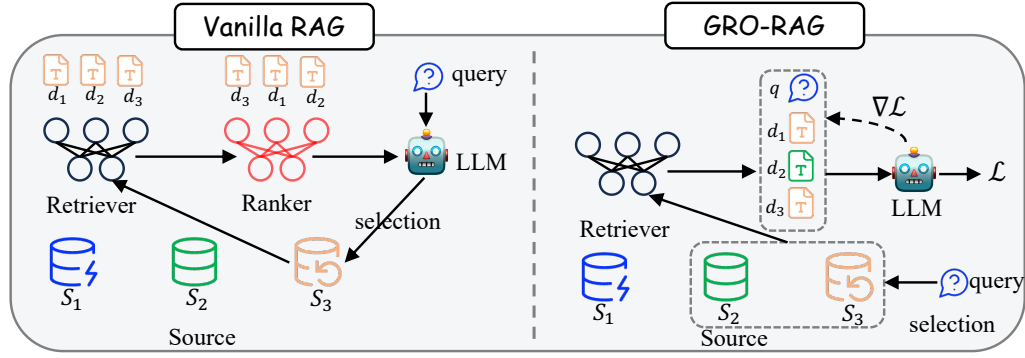 Vanilla RAG
T T T
d₁ d₂ d₃
T T T
d₃ d₁ d₂
? query
Retriever
Ranker
LLM
selection
S₁
S₂
S₃
Source
GRO-RAG
q ?
d₁ T
d₂ T
d₃ T
∇ℒ
ℒ
LLM
Retriever
S₁
S₂
S₃
? query
selection
Source